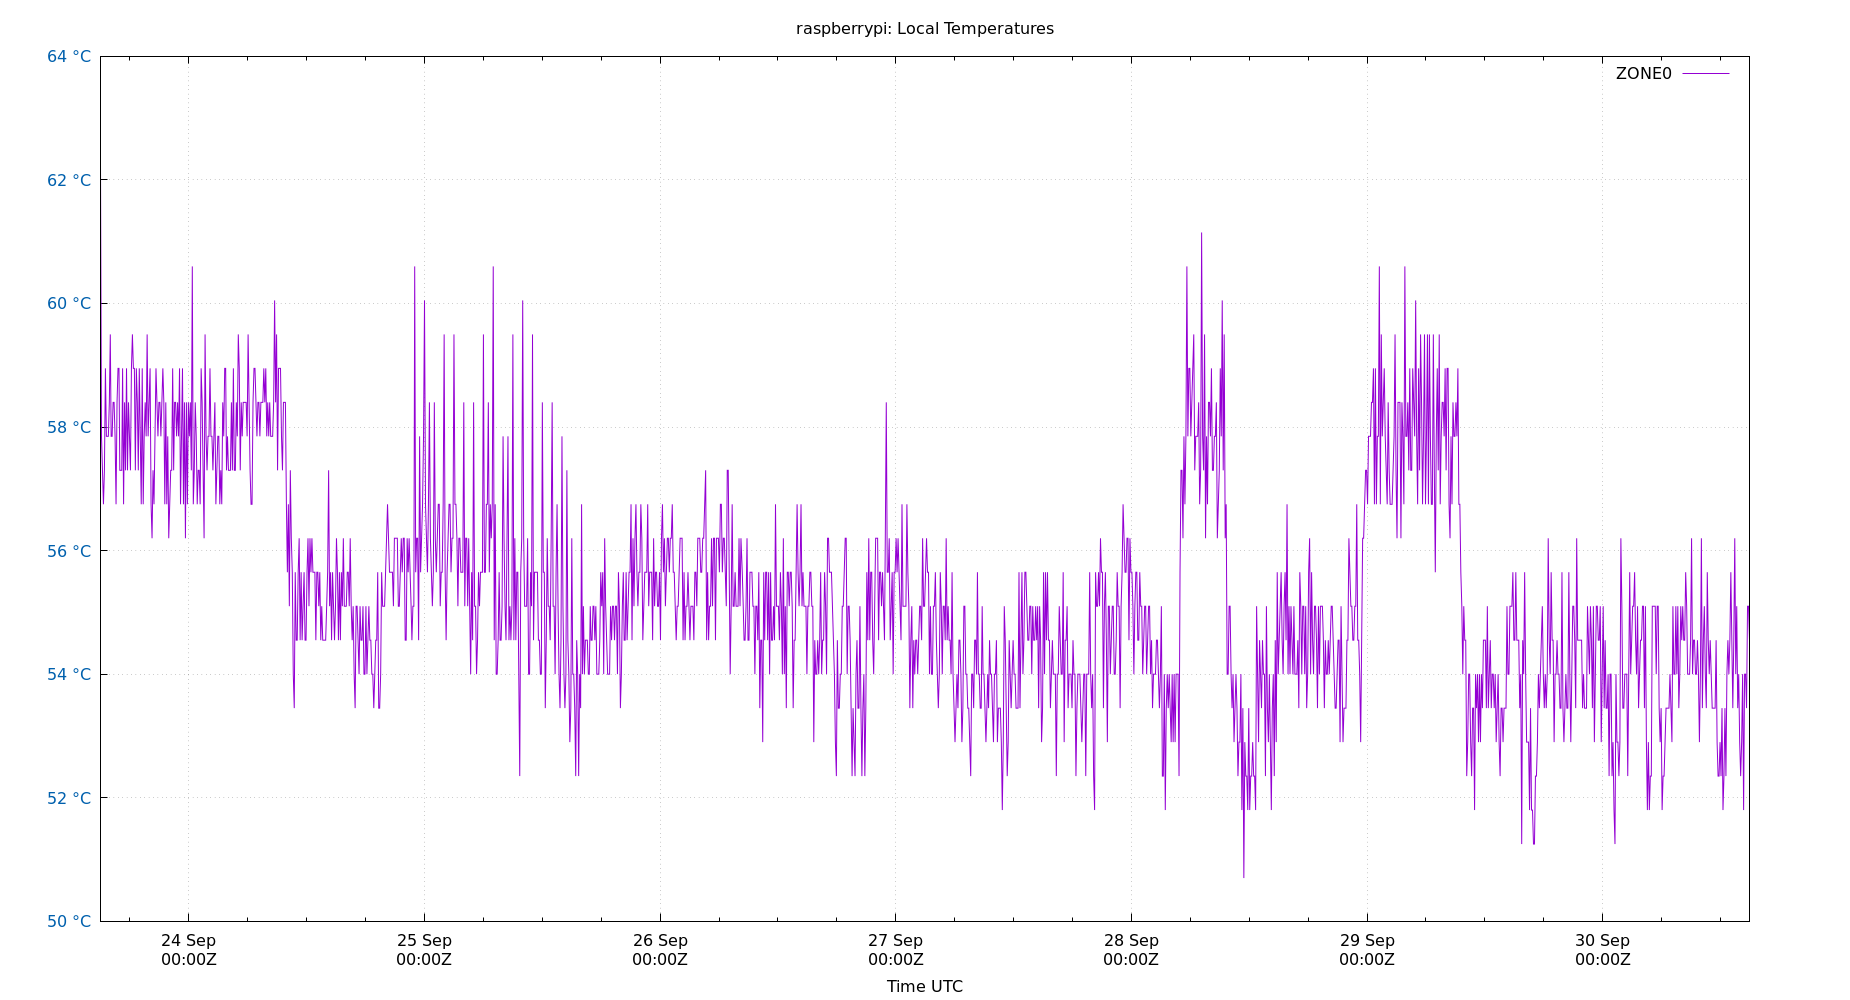 raspberrypi: Local Temperatures
ZONE0
64 °C
62 °C
60 °C
58 °C
56 °C
54 °C
52 °C
50 °C
24 Sep 25 Sep 26 Sep 27 Sep 28 Sep 29 Sep 30 Sep
00:00Z 00:00Z 00:00Z 00:00Z 00:00Z 00:00Z 00:00Z
Time UTC